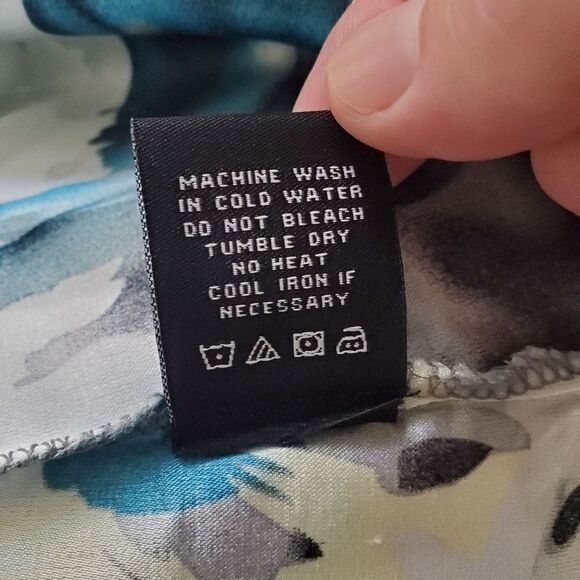 MACHINE WASH
IN COLD WATER
DO NOT BLEACH
TUMBLE DRY
NO HEAT
COOL IRON IF
NECESSARY